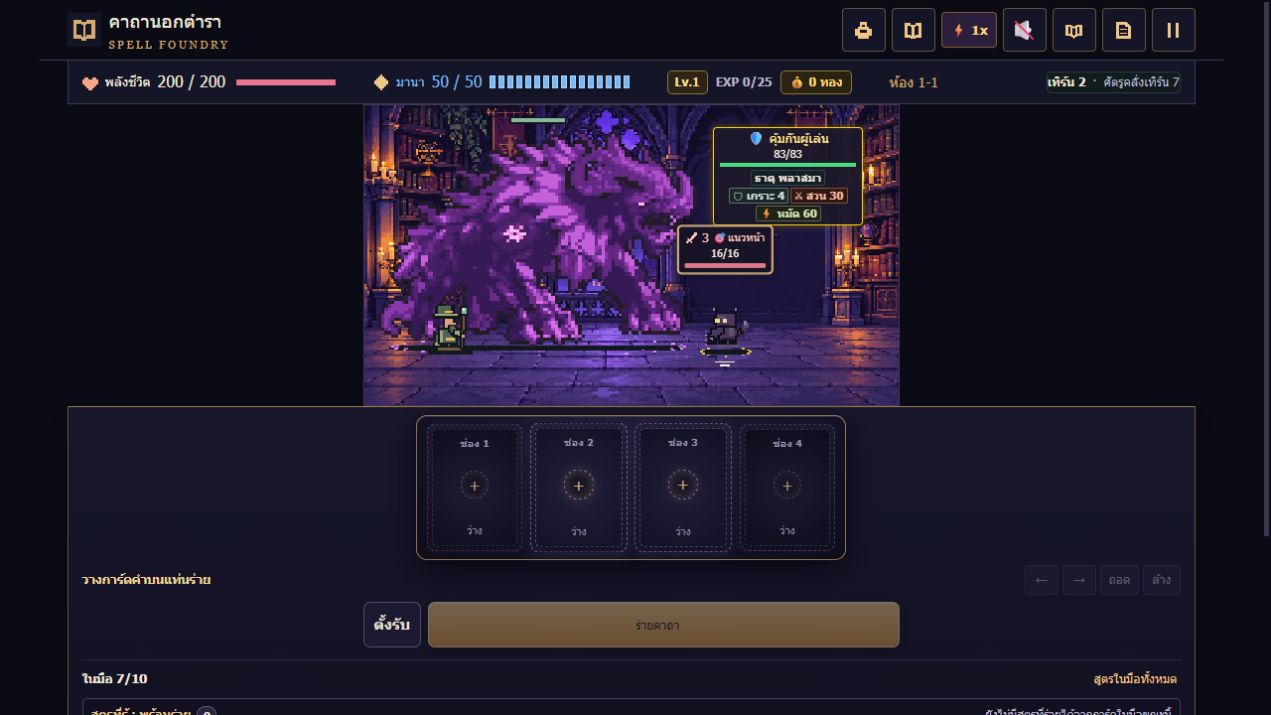 คาถานอกตำรา
SPELL FOUNDRY
1x
พลังชีวิต 200 / 200
มานา 50 / 50
Lv.1
EXP 0/25
0 ทอง
ห้อง 1-1
เทิร์น 2 · ศัตรูคลั่งเทิร์น 7
คุ้มกันผู้เล่น
83/83
ธาตุ พลาสมา
เกราะ 4
สวน 30
หมัด 60
3 แนวหน้า
16/16
ช่อง 1
ช่อง 2
ช่อง 3
ช่อง 4
+
+
+
+
ว่าง
ว่าง
ว่าง
ว่าง
วางการ์ดคำบนแท่นร่าย
←
→
ถอด
ล้าง
ตั้งรับ
ร่ายคาถา
ในมือ 7/10
สูตรในมือทั้งหมด